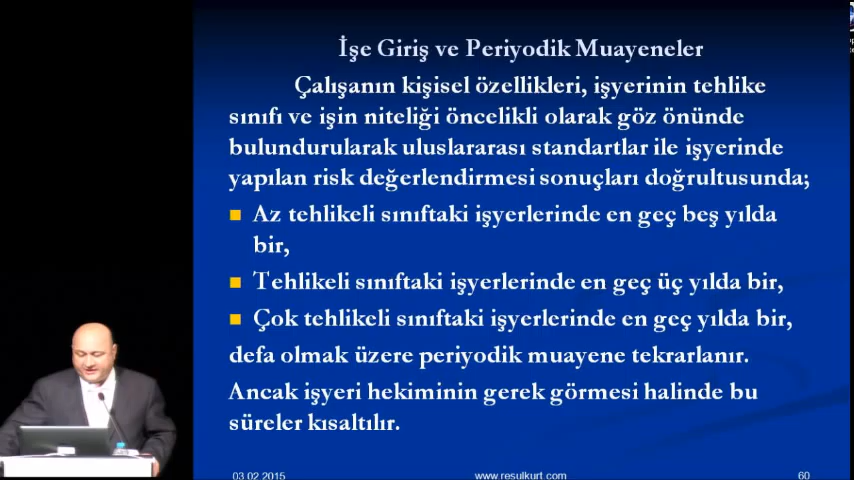 İşe Giriş ve Periyodik Muayeneler
Çalışanın kişisel özellikleri, işyerinin tehlike
sınıfı ve işin niteliği öncelikli olarak göz önünde
bulundurularak uluslararası standartlar ile işyerinde
yapılan risk değerlendirmesi sonuçları doğrultusunda;
Az tehlikeli sınıftaki işyerlerinde en geç beş yılda
bir,
Tehlikeli sınıftaki işyerlerinde en geç üç yılda bir,
Çok tehlikeli sınıftaki işyerlerinde en geç yılda bir,
defa olmak üzere periyodik muayene tekrarlanır.
Ancak işyeri hekiminin gerek görmesi halinde bu
süreler kısaltılır.
03.02.2015 www.resulkurt.com 60